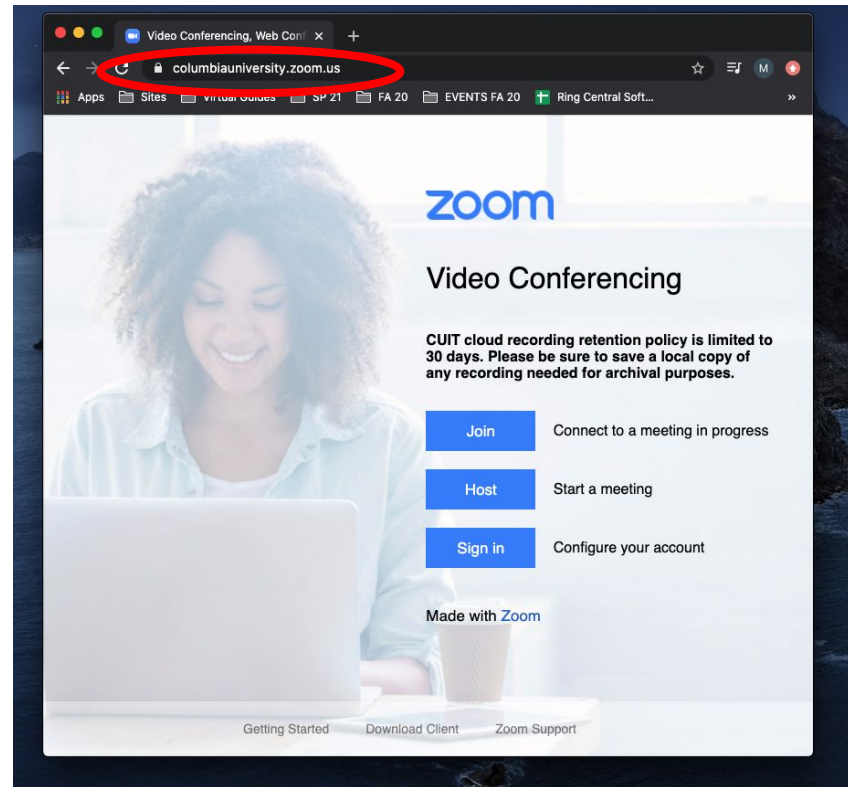 Video Conferencing, Web Conf
columbiauniversity.zoom.us
M
Apps Sites Virtual Guides SP 21 FA 20 EVENTS FA 20 Ring Central Soft... »
zoom
Video Conferencing
CUIT cloud recording retention policy is limited to
30 days. Please be sure to save a local copy of
any recording needed for archival purposes.
Join Connect to a meeting in progress
Host Start a meeting
Sign in Configure your account
Made with Zoom
Getting Started Download Client Zoom Support